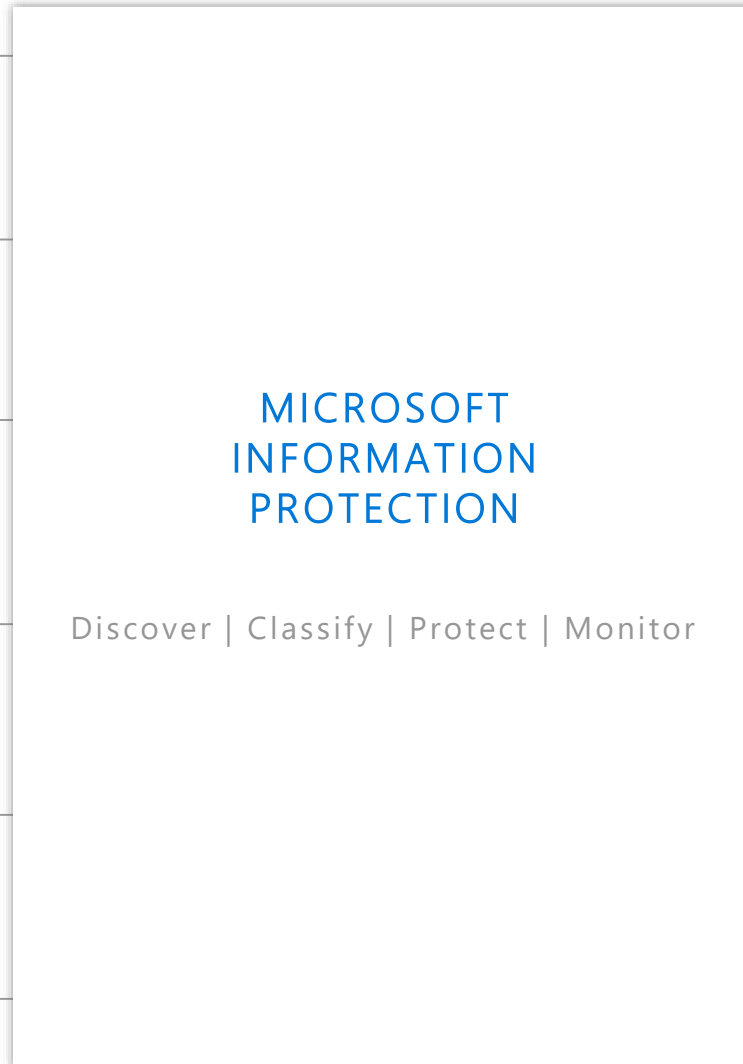 MICROSOFT
INFORMATION
PROTECTION
Discover | Classify | Protect | Monitor